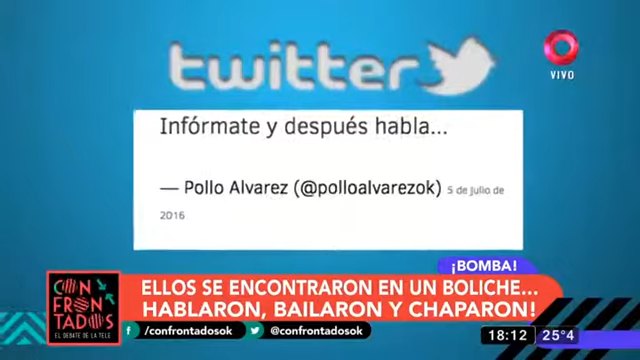 twitter
VIVO
Infórmate y después habla...
— Pollo Alvarez (@polloalvarezok) 5 de julio de
2016
¡BOMBA!
CON
FRON
TADOS
EL DEBATE DE LA TELE
ELLOS SE ENCONTRARON EN UN BOLICHE...
HABLARON, BAILARON Y CHAPARON!
/confrontadosok
@confrontadosok
18:12
25°4